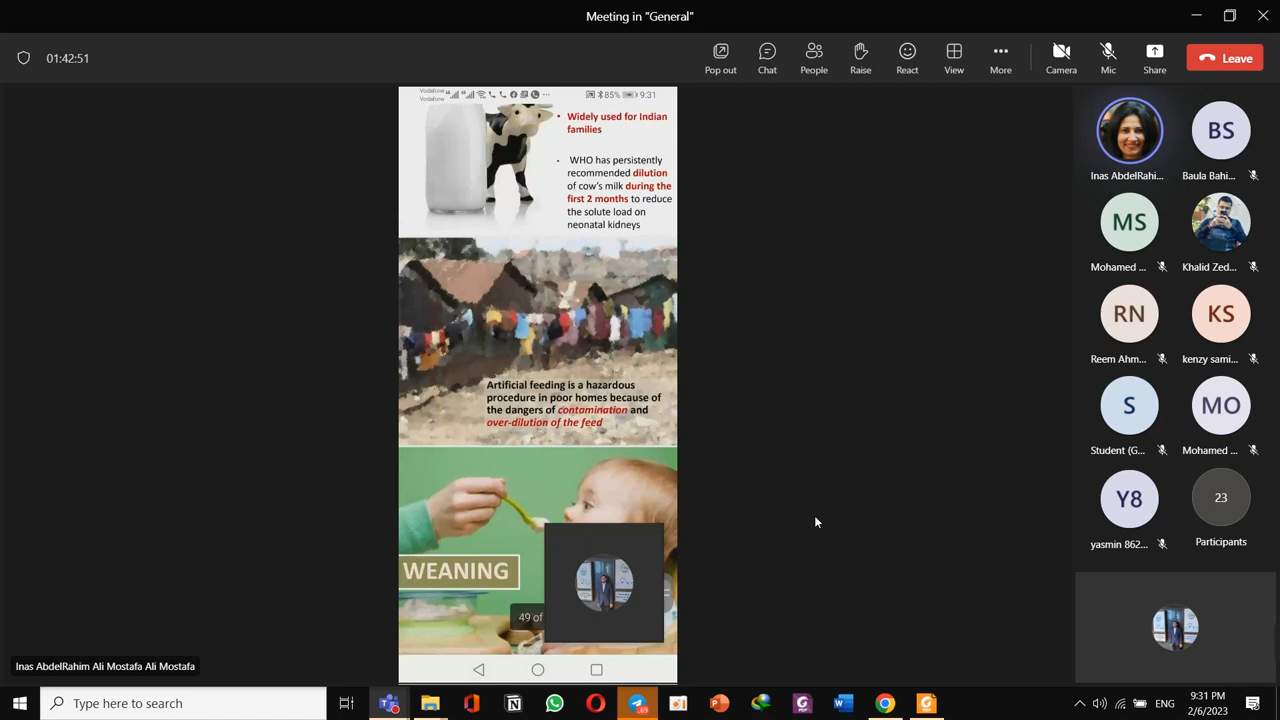 Meeting in "General"
01:42:51
Pop out
Chat
People
Raise
React
View
More
Camera
Mic
Share
Leave
Vodafone
Vodafone
85%
9:31
• Widely used for Indian
families
• WHO has persistently
recommended dilution
of cow's milk during the
first 2 months to reduce
the solute load on
neonatal kidneys
Artificial feeding is a hazardous
procedure in poor homes because of
the dangers of contamination and
over-dilution of the feed
WEANING
49 of
Inas AbdelRahi...
BS
Baula Bahi...
MS
Mohamed ...
Khalid Zed...
RN
Reem Ahm...
KS
kenzy sami...
S
Student (G...
MO
Mohamed ...
Y8
yasmin 862...
23
Participants
Inas AbdelRahim Ali Mostafa Ali Mostafa
Type here to search
ENG
9:31 PM
2/6/2023